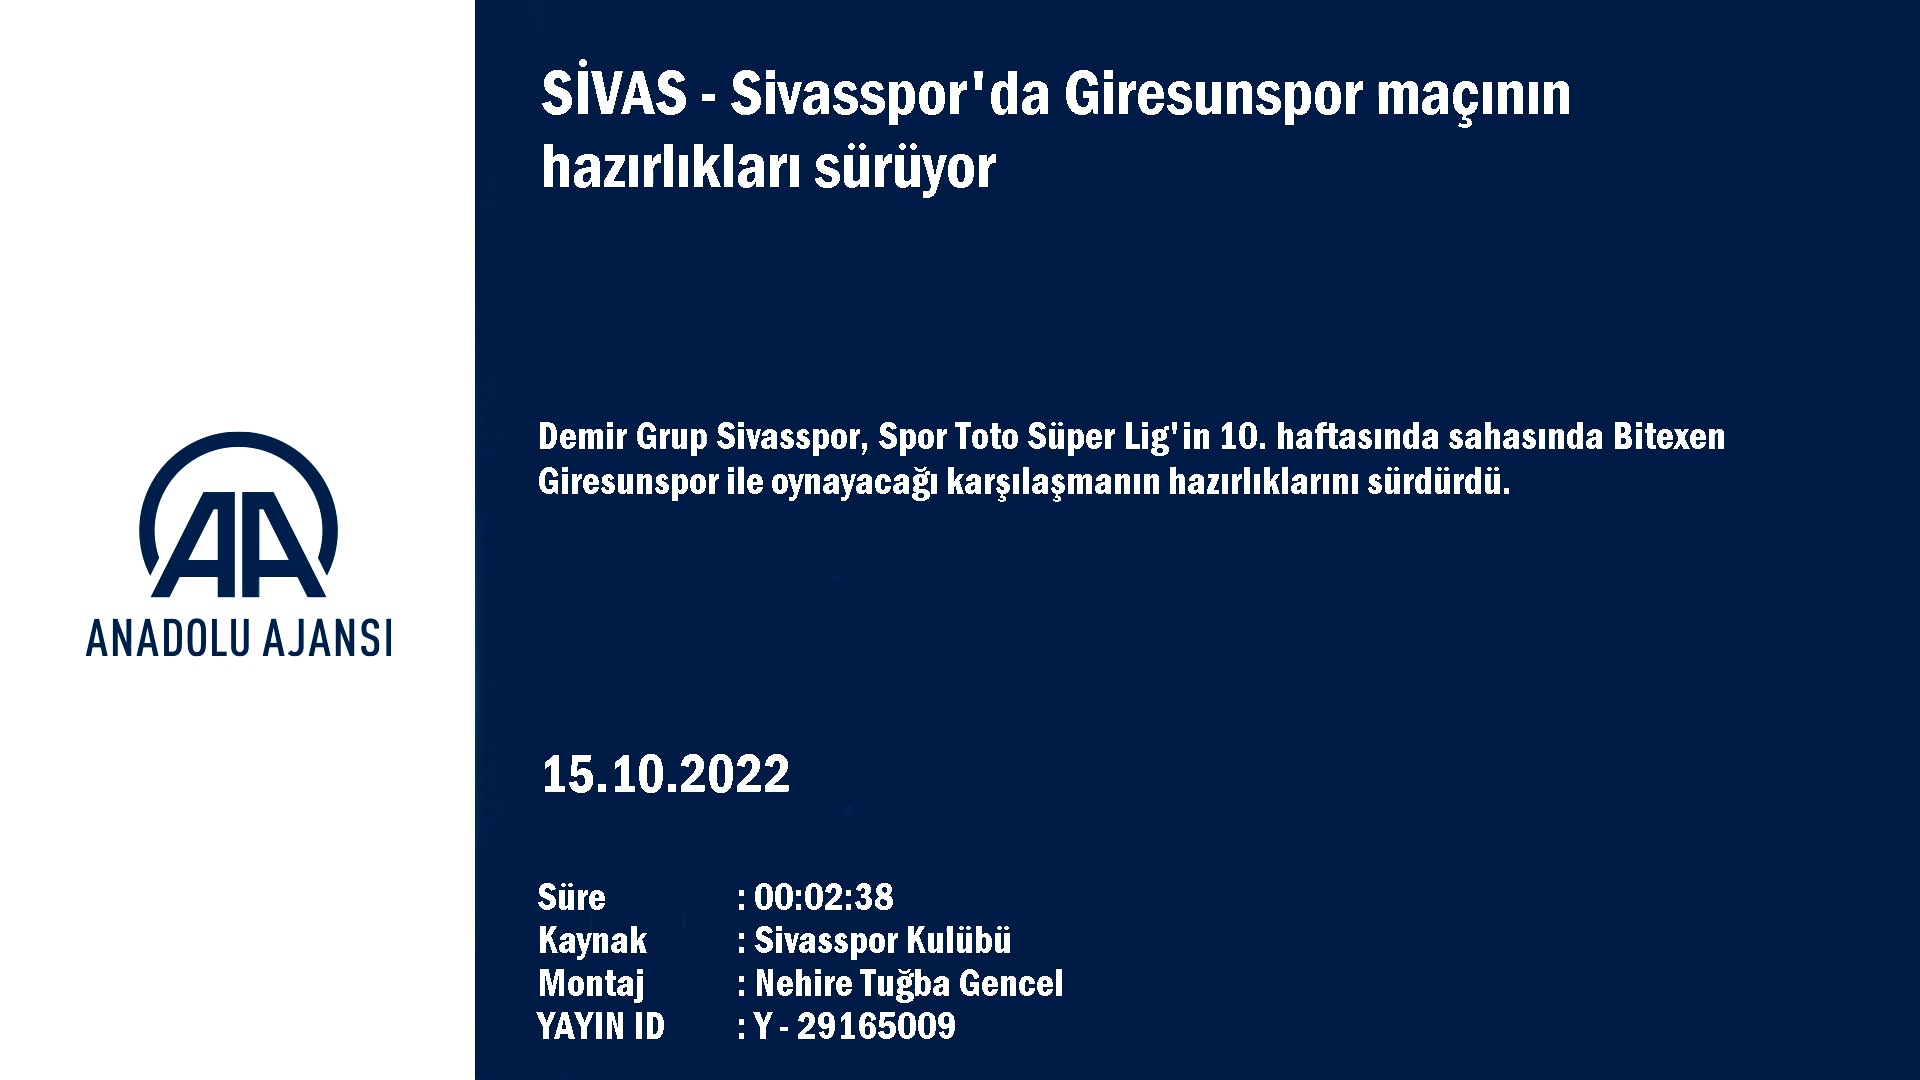 SİVAS - Sivasspor'da Giresunspor maçının
hazırlıkları sürüyor
Demir Grup Sivasspor, Spor Toto Süper Lig'in 10. haftasında sahasında Bitexen
Giresunspor ile oynayacağı karşılaşmanın hazırlıklarını sürdürdü.
AA
ANADOLU AJANSI
15.10.2022
Süre : 00:02:38
Kaynak : Sivasspor Kulübü
Montaj : Nehire Tuğba Gencel
YAYIN ID : Y - 29165009